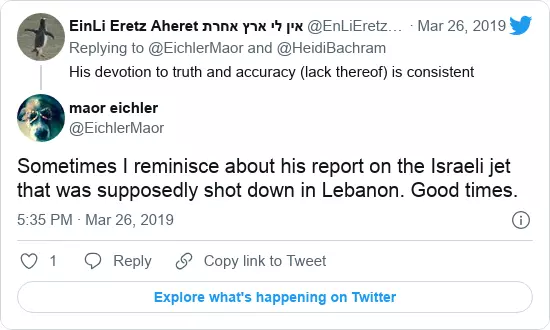 EinLi Eretz Aheret אין לי ארץ אחרת @EnLiEretz… · Mar 26, 2019
Replying to @EichlerMaor and @HeidiBachram
His devotion to truth and accuracy (lack thereof) is consistent
maor eichler
@EichlerMaor
Sometimes I reminisce about his report on the Israeli jet
that was supposedly shot down in Lebanon. Good times.
5:35 PM · Mar 26, 2019
1 Reply Copy link to Tweet
Explore what's happening on Twitter